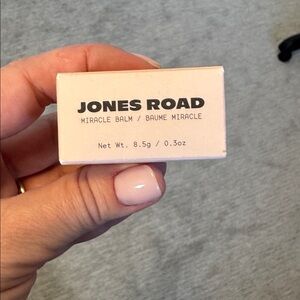 JONES ROAD
MIRACLE BALM / BAUME MIRACLE
Net Wt. 8.5g / 0.3oz